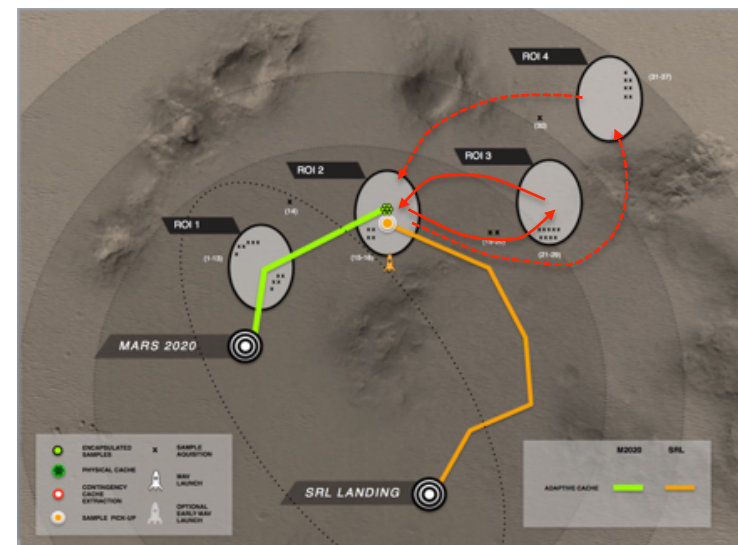 ROI 4
(31-37)
x
(30)
ROI 3
ROI 2
x
(14)
ROI 1
(1-13)
(15-18)
(21-29)
MARS 2020
SRL LANDING
ENCAPSULATED
SAMPLES
PHYSICAL CACHE
CONTINGENCY
CACHE
EXTRACTION
SAMPLE PICK-UP
x
SAMPLE
AQUISITION
MAV
LAUNCH
OPTIONAL
EARLY MAV
LAUNCH
M2020
SRL
ADAPTIVE CACHE